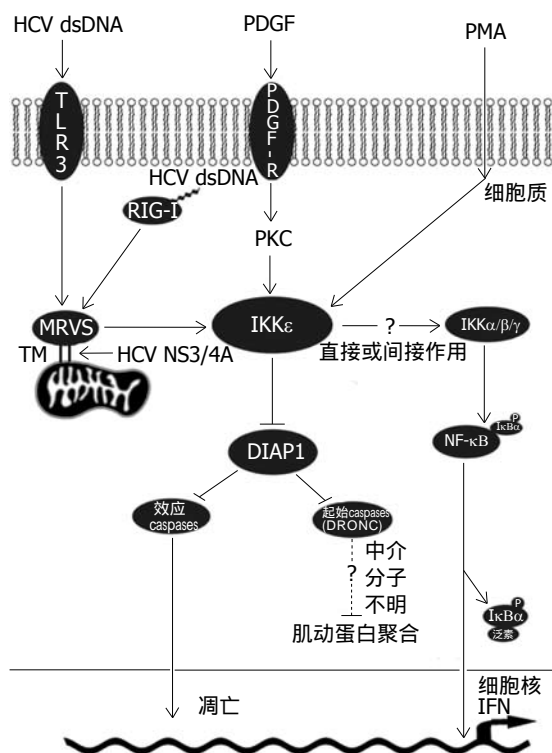 HCV dsDNA
PDGF
PMA
TLR3
PDGF-R
HCV dsDNA
RIG-I
细胞质
PKC
MRVS
IKKε
?
IKKα/β/γ
直接或间接作用
TM
HCV NS3/4A
P
IκBα
NF-κB
DIAP1
效应
caspases
起始caspases
(DRONC)
?
中介
分子
不明
P
IκBα
泛素
肌动蛋白聚合
细胞核
凋亡
IFN